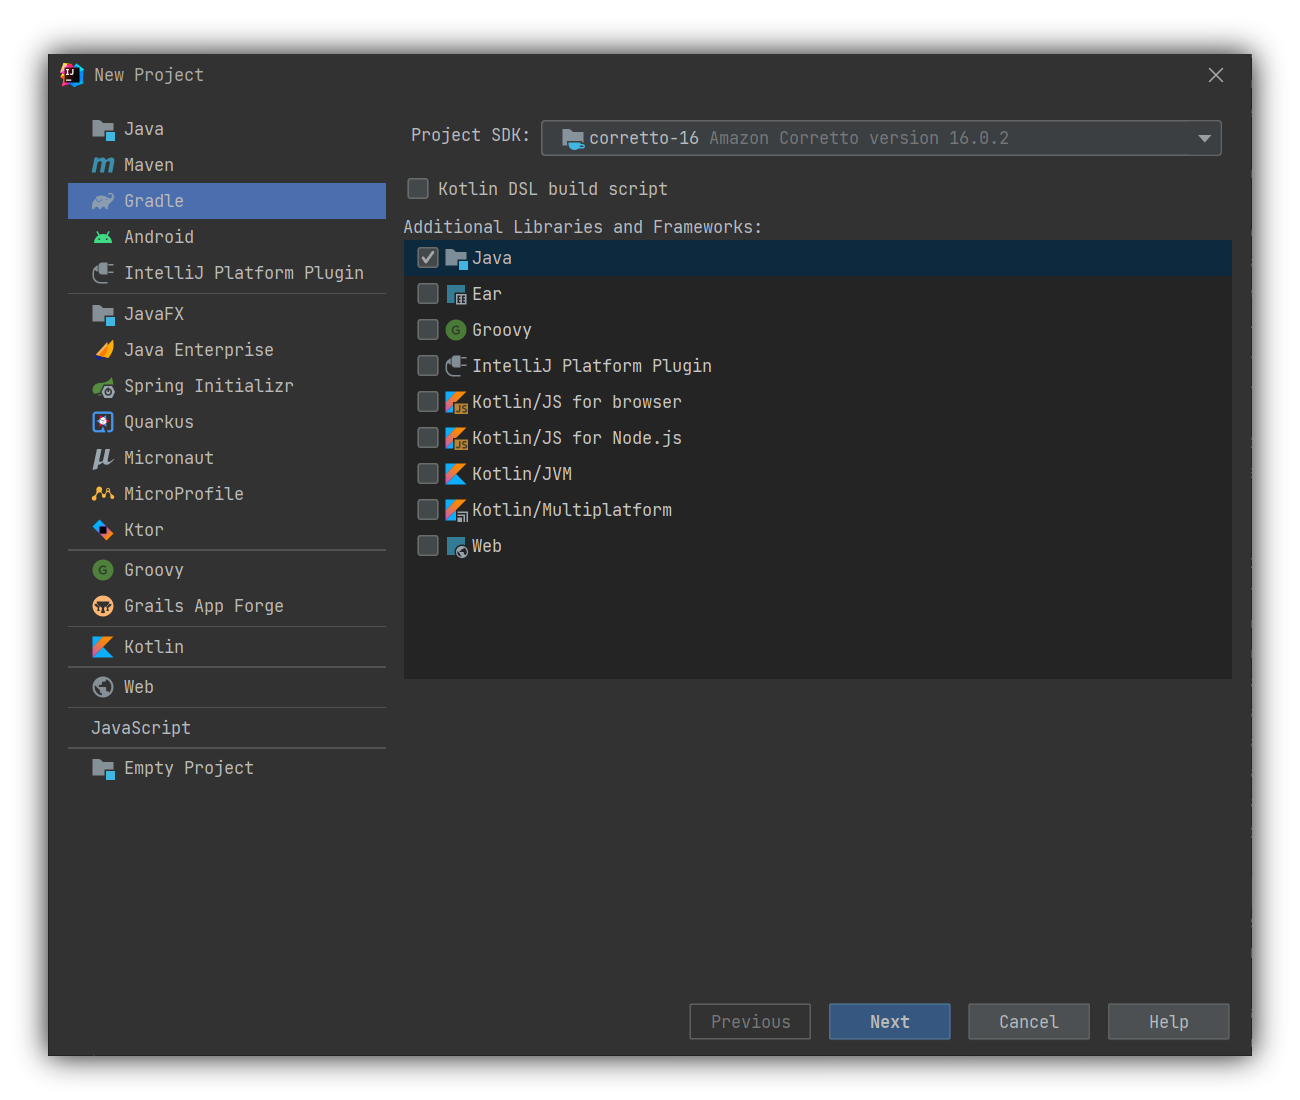 New Project
Java
Maven
Gradle
Android
IntelliJ Platform Plugin
JavaFX
Java Enterprise
Spring Initializr
Quarkus
Micronaut
MicroProfile
Ktor
Groovy
Grails App Forge
Kotlin
Web
JavaScript
Empty Project
Project SDK: corretto-16 Amazon Corretto version 16.0.2
Kotlin DSL build script
Additional Libraries and Frameworks:
Java
Ear
Groovy
IntelliJ Platform Plugin
Kotlin/JS for browser
Kotlin/JS for Node.js
Kotlin/JVM
Kotlin/Multiplatform
Web
Previous Next Cancel Help